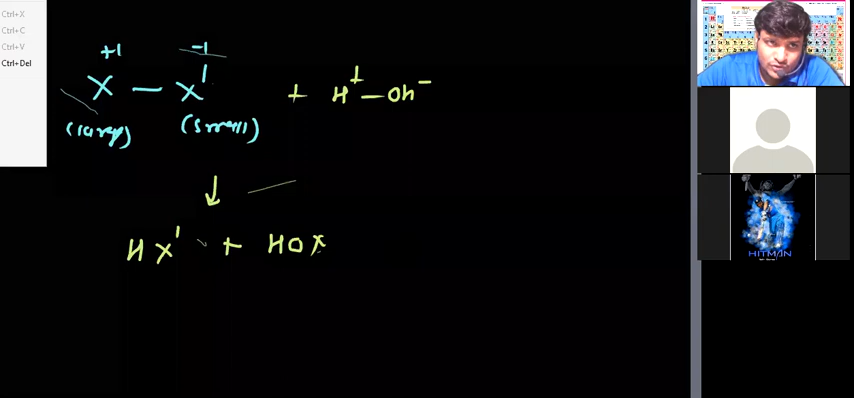 Ctrl+X
Ctrl+C
Ctrl+V
Ctrl+Del
+1 -1
X — X' + H⁺ — OH⁻
(large) (small)
↓
HX' + HOX
HITMAN